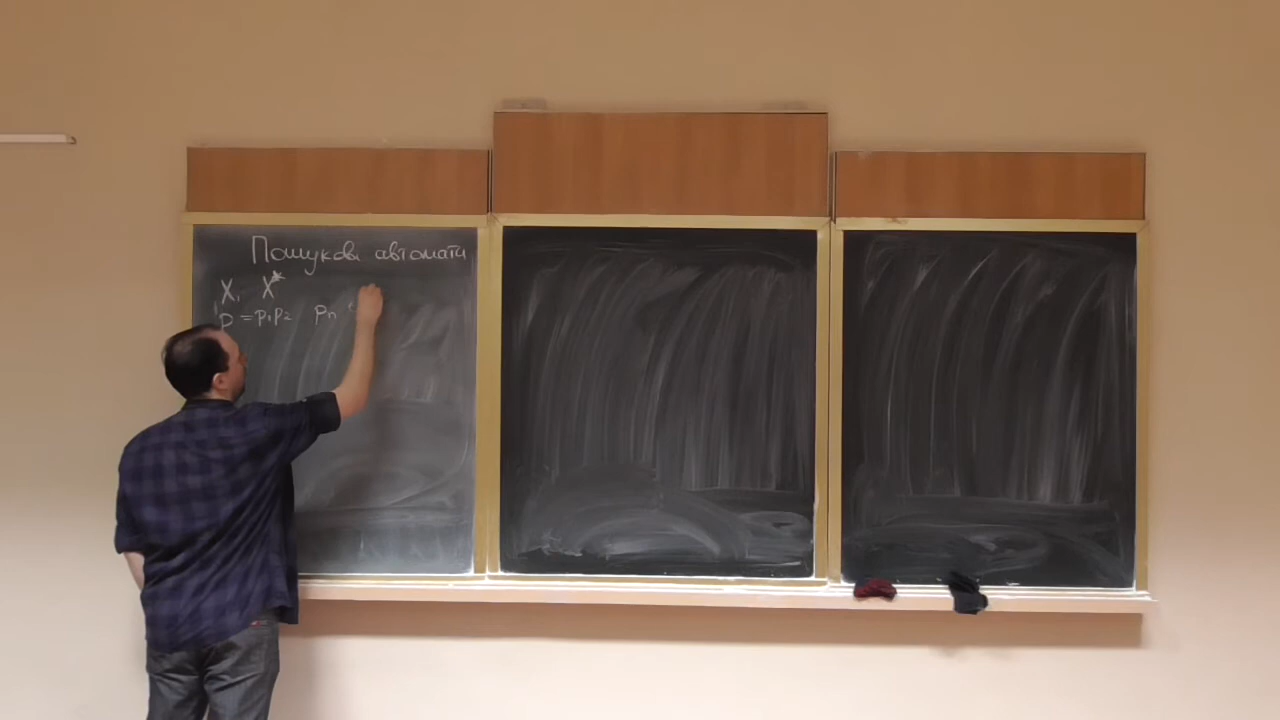 Пошукові автомати
X, X*
p = p₁p₂ pₙ